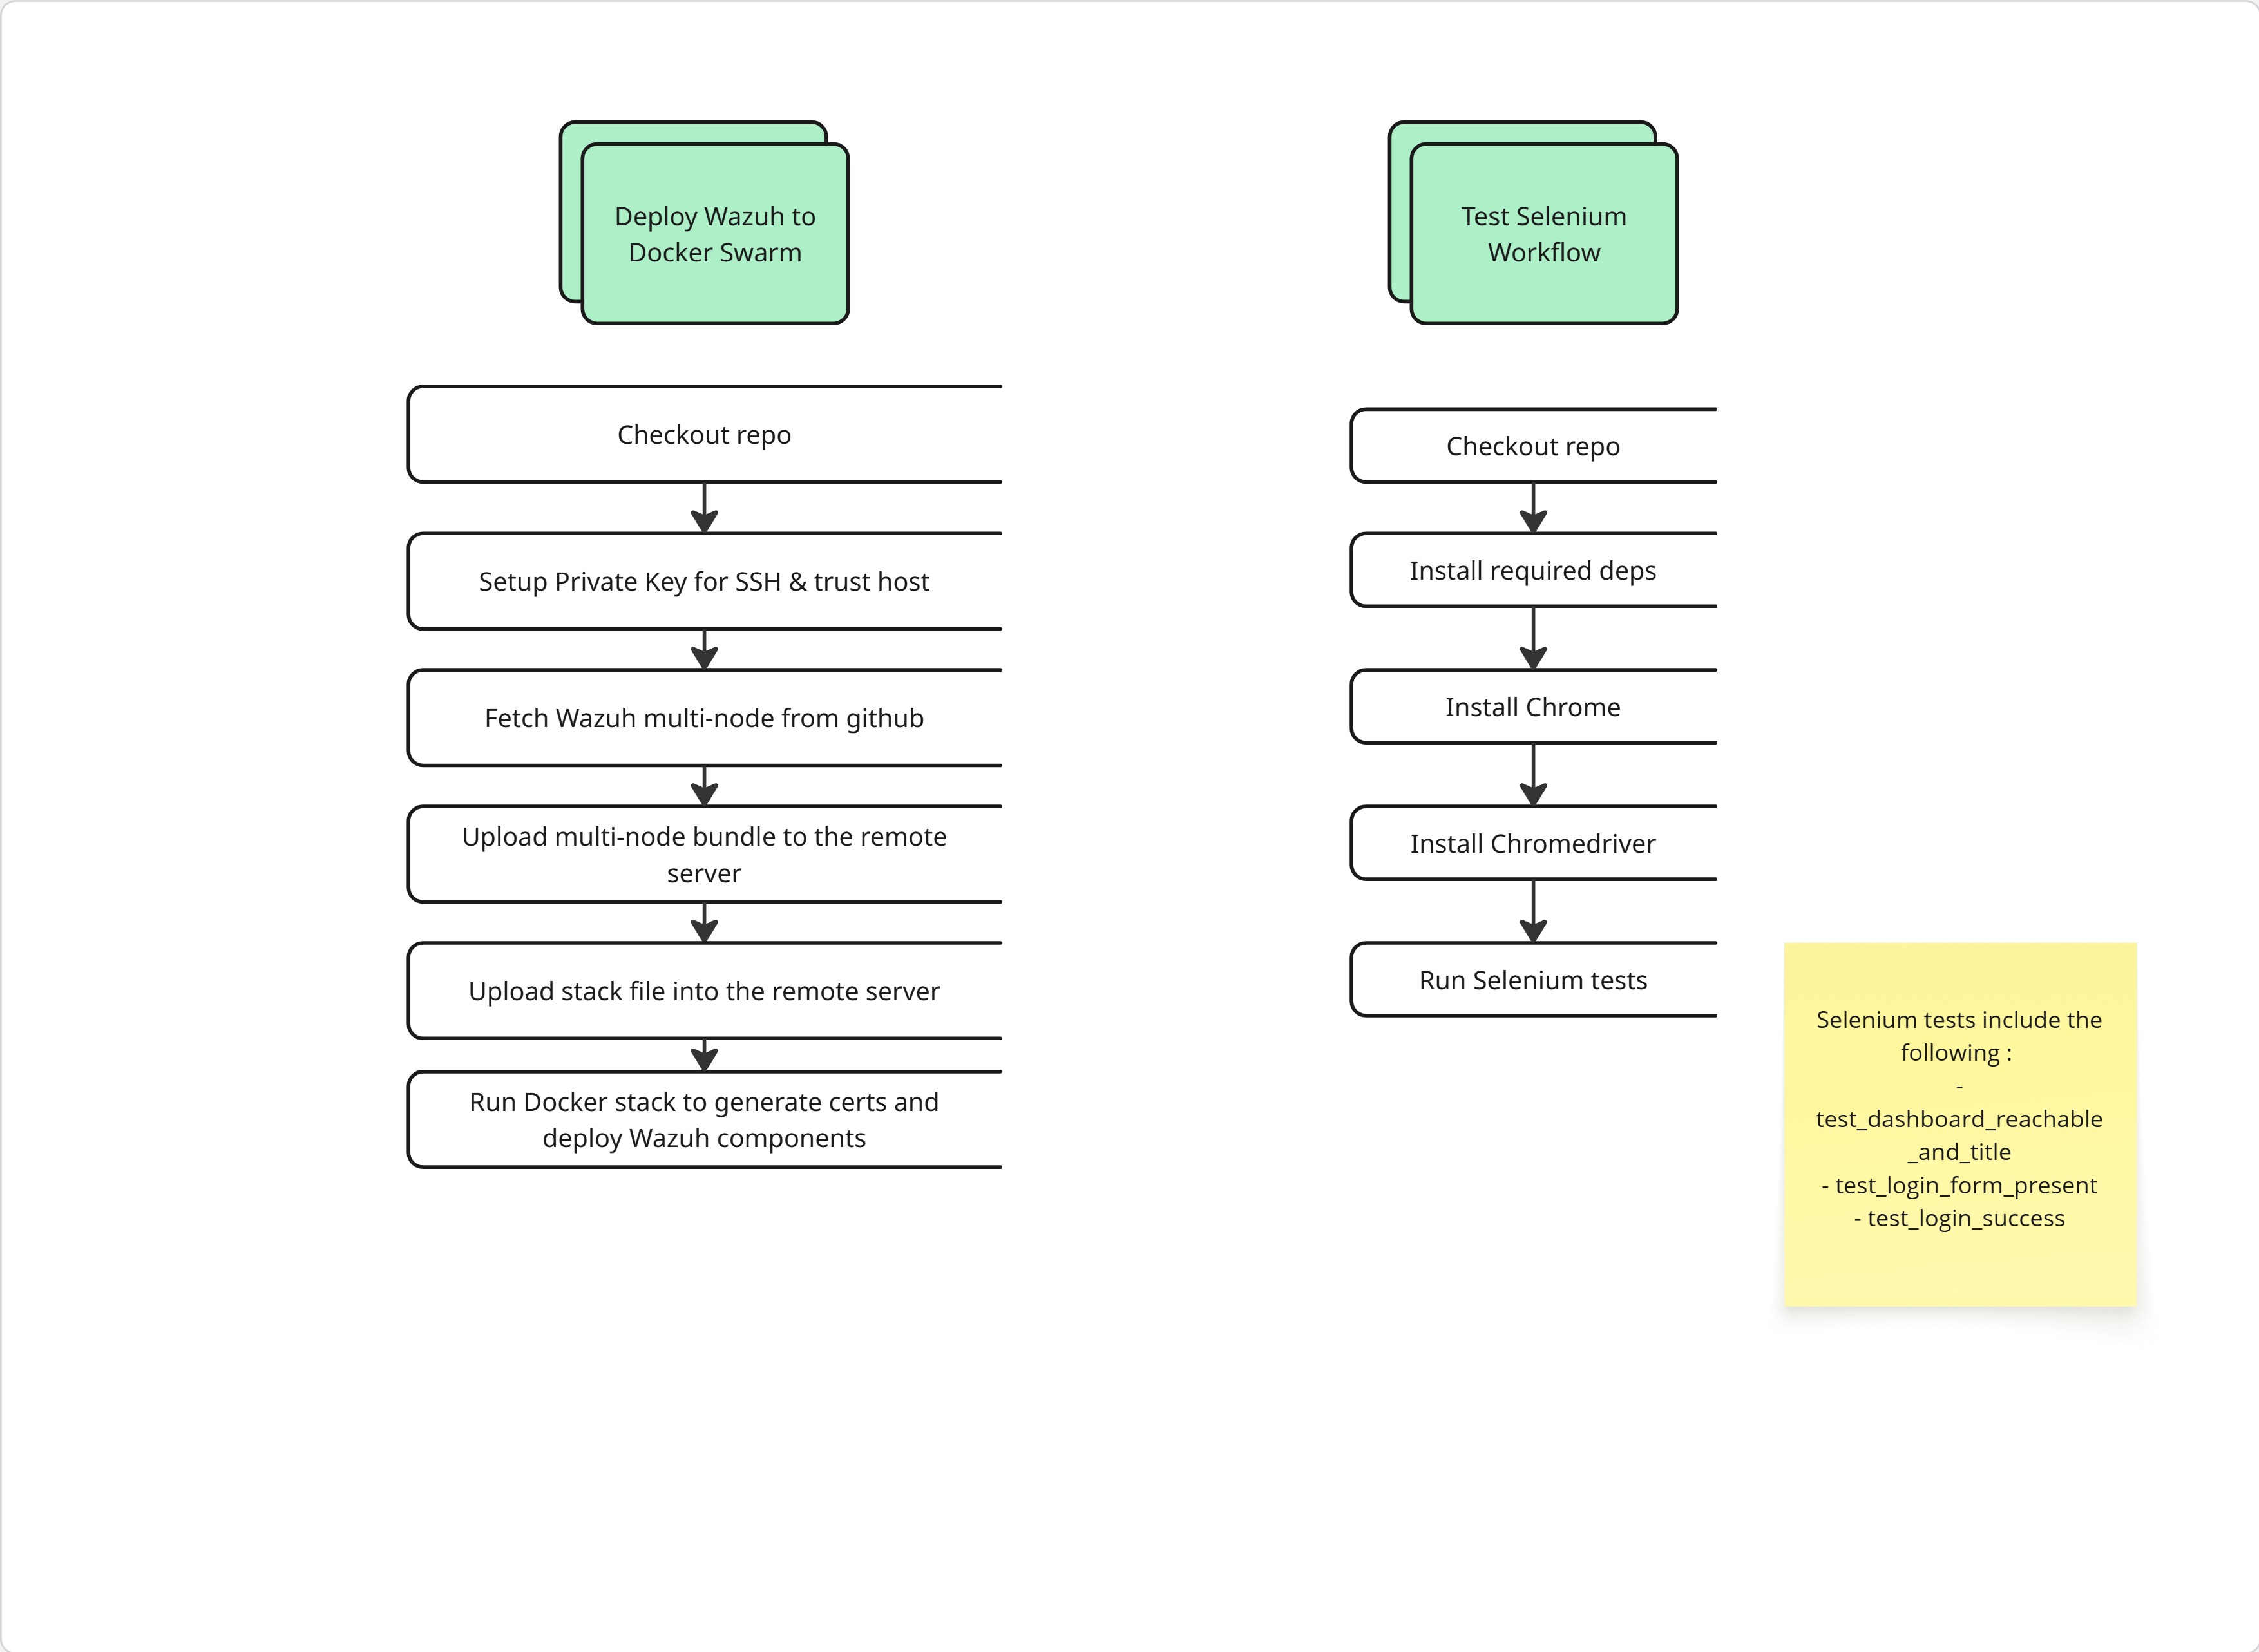 Deploy Wazuh to
Docker Swarm
Checkout repo
Setup Private Key for SSH & trust host
Fetch Wazuh multi-node from github
Upload multi-node bundle to the remote
server
Upload stack file into the remote server
Run Docker stack to generate certs and
deploy Wazuh components
Test Selenium
Workflow
Checkout repo
Install required deps
Install Chrome
Install Chromedriver
Run Selenium tests
Selenium tests include the
following :
-
test_dashboard_reachable
_and_title
- test_login_form_present
- test_login_success